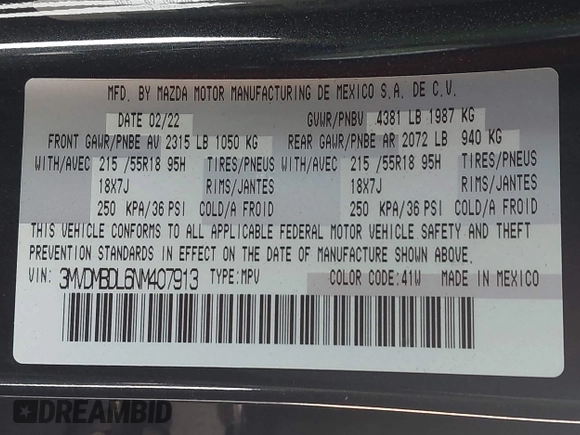 MFD. BY MAZDA MOTOR MANUFACTURING DE MEXICO S.A. DE C.V.
DATE 02/22 GVWR/PNBV 4381 LB 1987 KG
FRONT GAWR/PNBE AV 2315 LB 1050 KG REAR GAWR/PNBE AR 2072 LB 940 KG
WITH/AVEC 215 /55R18 95H TIRES/PNEUS WITH/AVEC 215 /55R18 95H TIRES/PNEUS
18X7J RIMS/JANTES 18X7J RIMS/JANTES
250 KPA/36 PSI COLD/A FROID 250 KPA/36 PSI COLD/A FROID
THIS VEHICLE CONFORMS TO ALL APPLICABLE FEDERAL MOTOR VEHICLE SAFETY AND THEFT
PREVENTION STANDARDS IN EFFECT ON THE DATE OF MANUFACTURE SHOWN ABOVE.
VIN: 3MVDMBDL6NM407913 TYPE:MPV COLOR CODE:41W MADE IN MEXICO
DREAMBID